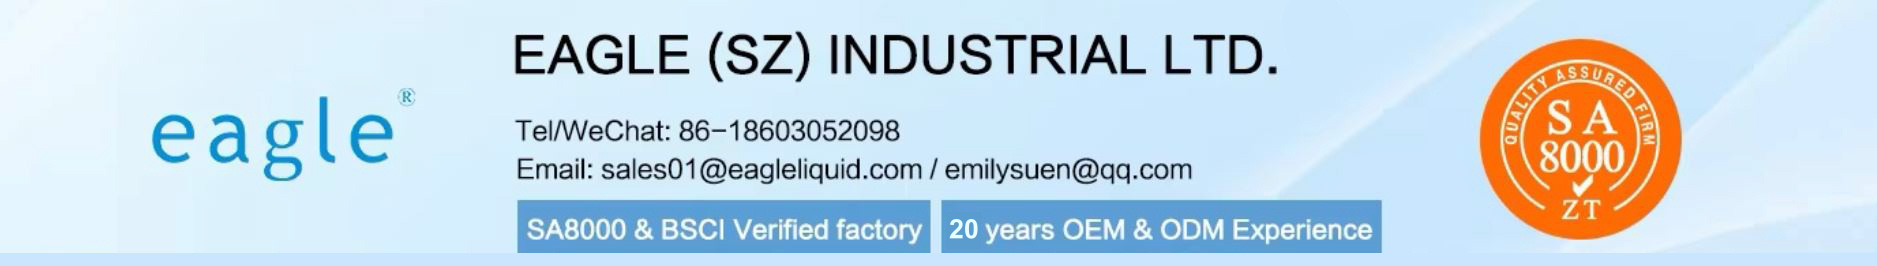 eagle®
EAGLE (SZ) INDUSTRIAL LTD.
Tel/WeChat: 86-18603052098
Email: sales01@eagleliquid.com / emilysuen@qq.com
SA8000 & BSCI Verified factory
20 years OEM & ODM Experience
QUALITY ASSURED FIRM
SA
8000
ZT